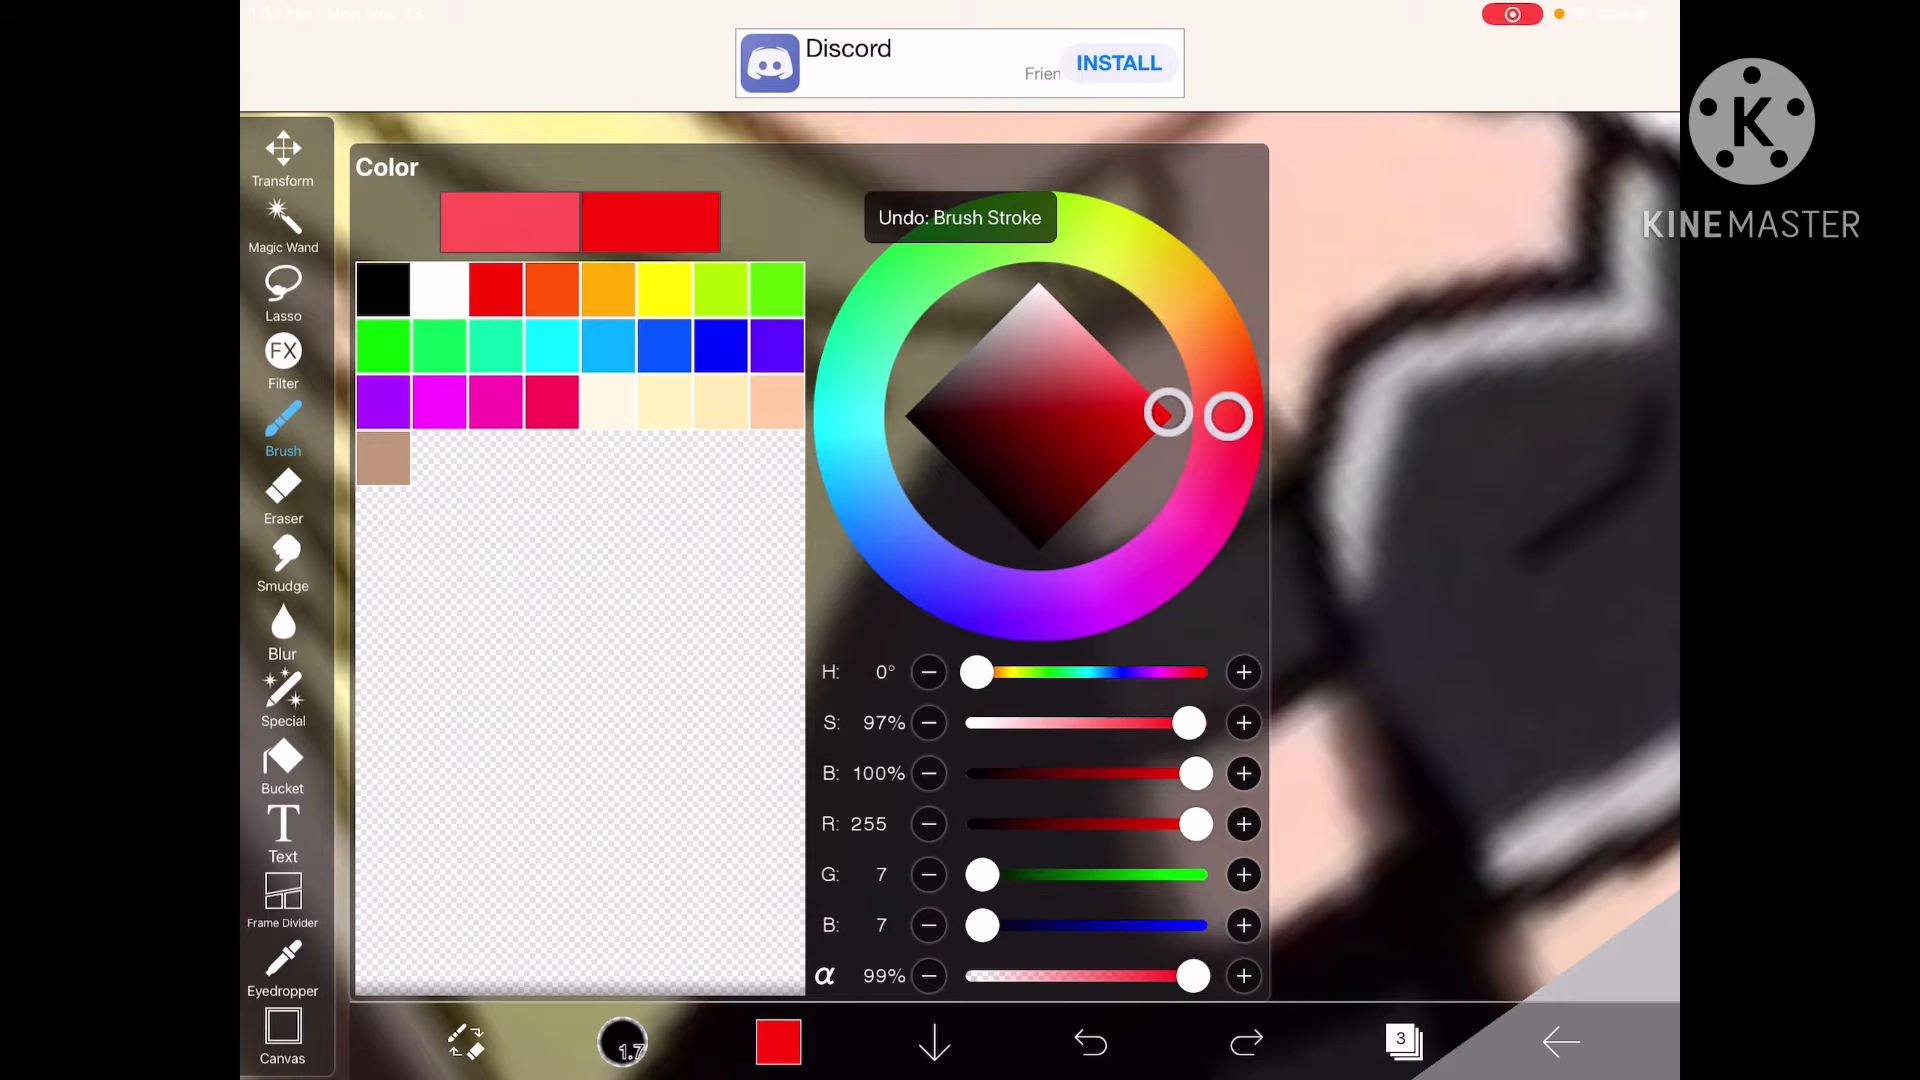 Discord
Frien
INSTALL
K
KINEMASTER
Transform
Magic Wand
Lasso
FX
Filter
Brush
Eraser
Smudge
Blur
Special
Bucket
T
Text
Frame Divider
Eyedropper
Canvas
Color
Undo: Brush Stroke
H: 0°
S: 97%
B: 100%
R: 255
G: 7
B: 7
α 99%
1.7
3